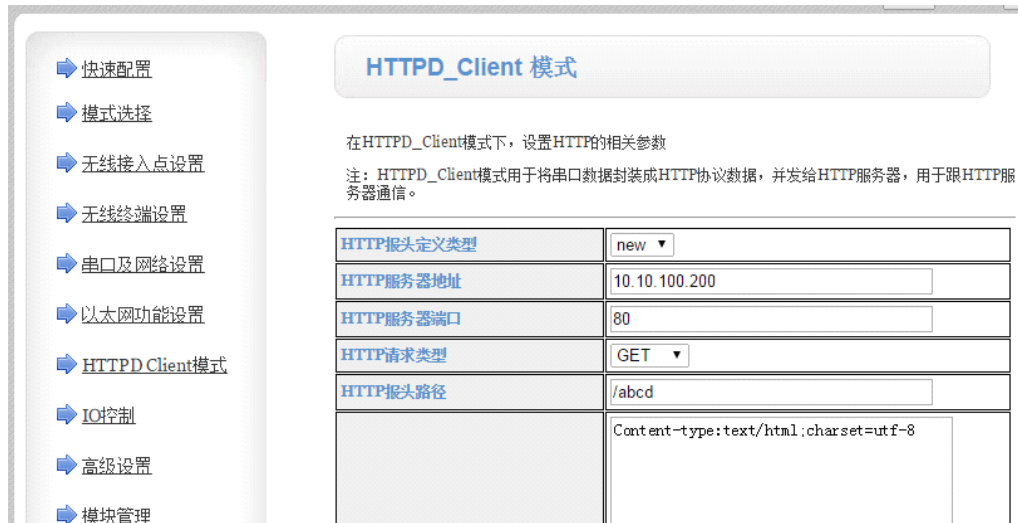 快速配置
模式选择
无线接入点设置
无线终端设置
串口及网络设置
以太网功能设置
HTTPD Client模式
IO控制
高级设置
模块管理
HTTPD_Client 模式
在HTTPD_Client模式下，设置HTTP的相关参数
注：HTTPD_Client模式用于将串口数据封装成HTTP协议数据，并发给HTTP服务器，用于跟HTTP服
务器通信。
HTTP报头定义类型 new
HTTP服务器地址 10.10.100.200
HTTP服务器端口 80
HTTP请求类型 GET
HTTP报头路径 /abcd
Content-type:text/html;charset=utf-8